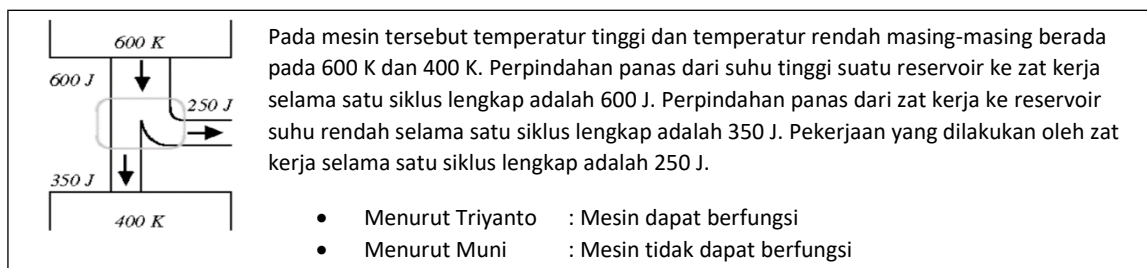 600 K
600 J
250 J
350 J
400 K
Pada mesin tersebut temperatur tinggi dan temperatur rendah masing-masing berada
pada 600 K dan 400 K. Perpindahan panas dari suhu tinggi suatu reservoir ke zat kerja
selama satu siklus lengkap adalah 600 J. Perpindahan panas dari zat kerja ke reservoir
suhu rendah selama satu siklus lengkap adalah 350 J. Pekerjaan yang dilakukan oleh zat
kerja selama satu siklus lengkap adalah 250 J.
• Menurut Triyanto : Mesin dapat berfungsi
• Menurut Muni : Mesin tidak dapat berfungsi